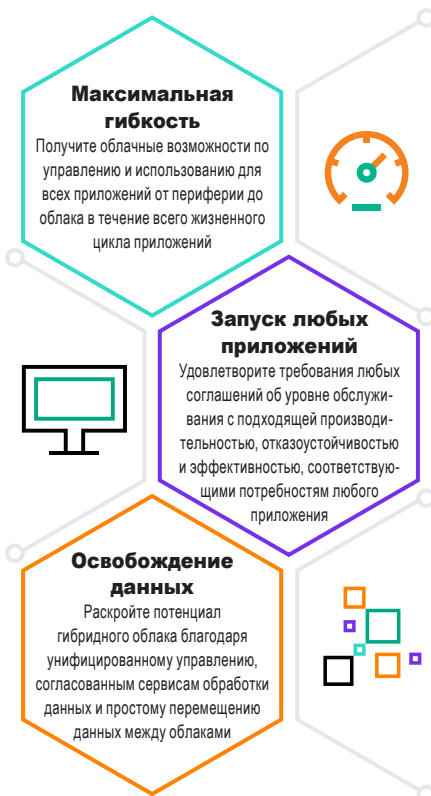 Максимальная
гибкость
Получите облачные возможности по
управлению и использованию для
всех приложений от периферии до
облака в течение всего жизненного
цикла приложений
Запуск любых
приложений
Удовлетворите требования любых
соглашений об уровне обслужи-
вания с подходящей производи-
тельностью, отказоустойчивостью
и эффективностью, соответствую-
щими потребностям любого
приложения
Освобождение
данных
Раскройте потенциал
гибридного облака благодаря
унифицированному управлению,
согласованным сервисам обработки
данных и простому перемещению
данных между облаками